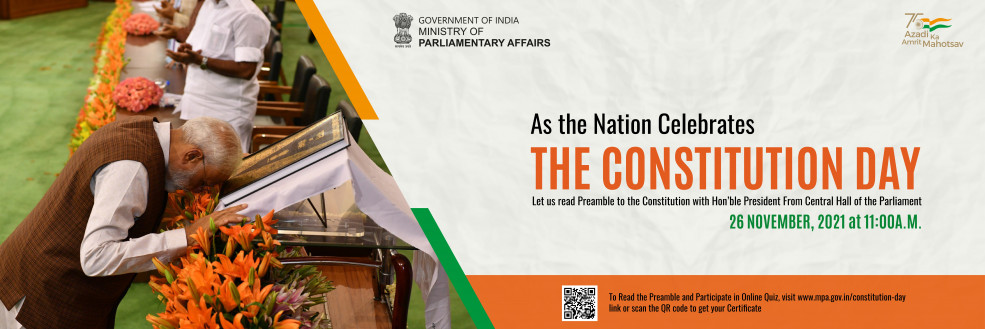 GOVERNMENT OF INDIA
MINISTRY OF
PARLIAMENTARY AFFAIRS
75
Azadi Ka
Amrit Mahotsav
As the Nation Celebrates
THE CONSTITUTION DAY
Let us read Preamble to the Constitution with Hon'ble President From Central Hall of the Parliament
26 NOVEMBER, 2021 at 11:00A.M.
To Read the Preamble and Participate in Online Quiz, visit www.mpa.gov.in/constitution-day
link or scan the QR code to get your Certificate